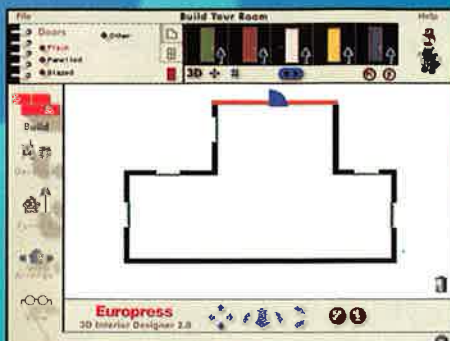 File Build Your Room Help
Doors
Other
Plain
Panelled
Glazed
3D
Build
Europress
3D Interior Designer 2.0